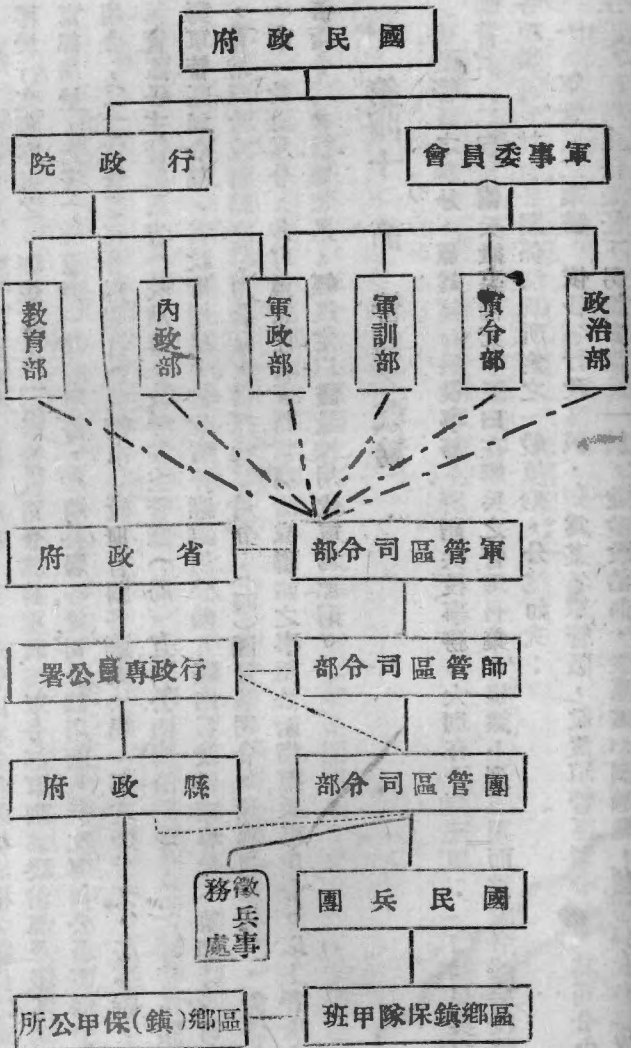 國民政府
軍事委員會
行政院
政治部
軍令部
軍訓部
軍政部
內政部
教育部
軍管區司令部
省政府
師管區司令部
行政專員公署
團管區司令部
縣政府
徵兵事
務處
國民兵團
區鄉鎮保隊甲班
區鄉(鎮)保甲公所